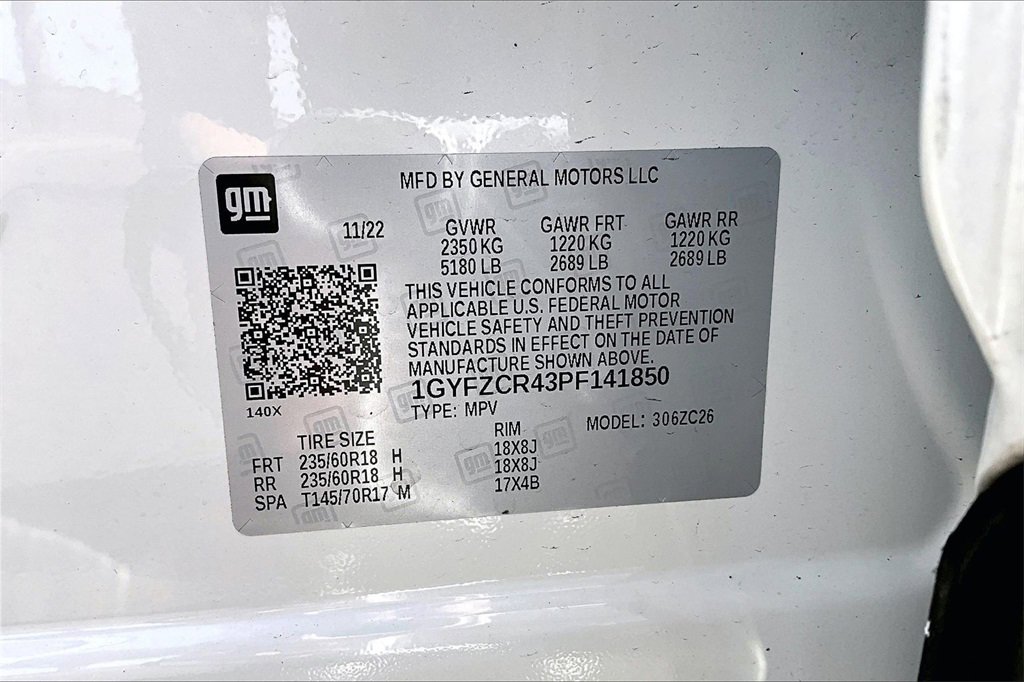 gm
MFD BY GENERAL MOTORS LLC
11/22
GVWR GAWR FRT GAWR RR
2350 KG 1220 KG 1220 KG
5180 LB 2689 LB 2689 LB
THIS VEHICLE CONFORMS TO ALL
APPLICABLE U.S. FEDERAL MOTOR
VEHICLE SAFETY AND THEFT PREVENTION
STANDARDS IN EFFECT ON THE DATE OF
MANUFACTURE SHOWN ABOVE.
140X
1GYFZCR43PF141850
TYPE: MPV MODEL: 306ZC26
TIRE SIZE RIM
FRT 235/60R18 H 18X8J
RR 235/60R18 H 18X8J
SPA T145/70R17 M 17X4B